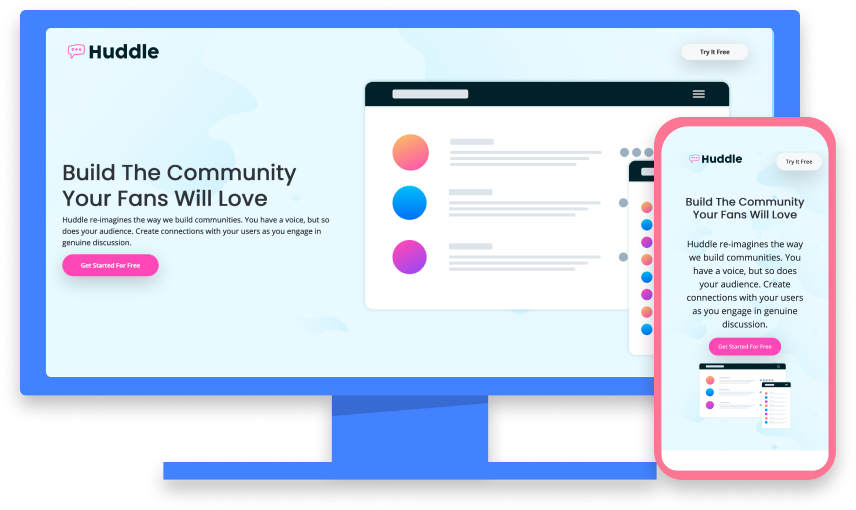 Huddle
Try It Free
Build The Community
Your Fans Will Love
Huddle re-imagines the way we build communities. You have a voice, but so
does your audience. Create connections with your users as you engage in
genuine discussion.
Get Started For Free
Huddle
Try It Free
Build The Community
Your Fans Will Love
Huddle re-imagines the way
we build communities. You
have a voice, but so does
your audience. Create
connections with your users
as you engage in genuine
discussion.
Get Started For Free